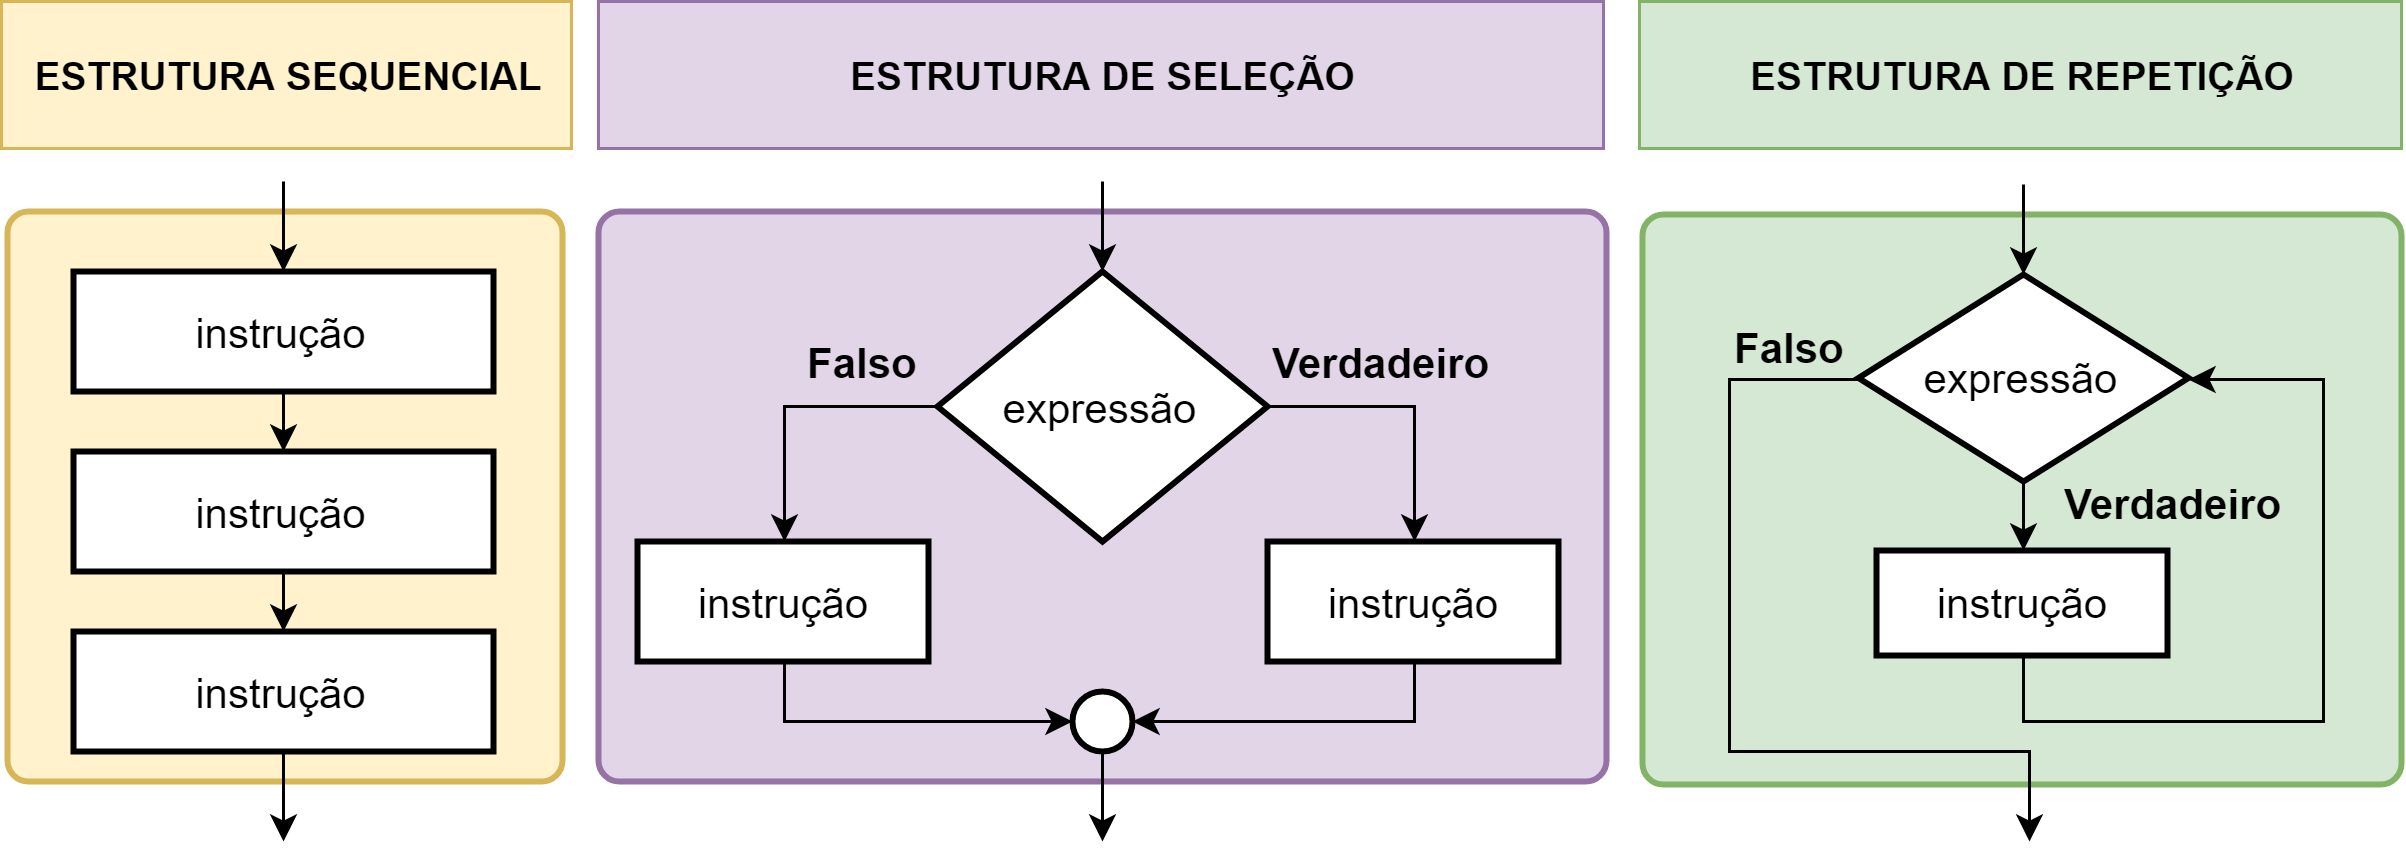 ESTRUTURA SEQUENCIAL
instrução
instrução
instrução
ESTRUTURA DE SELEÇÃO
expressão
Falso
Verdadeiro
instrução
instrução
ESTRUTURA DE REPETIÇÃO
Falso
expressão
Verdadeiro
instrução